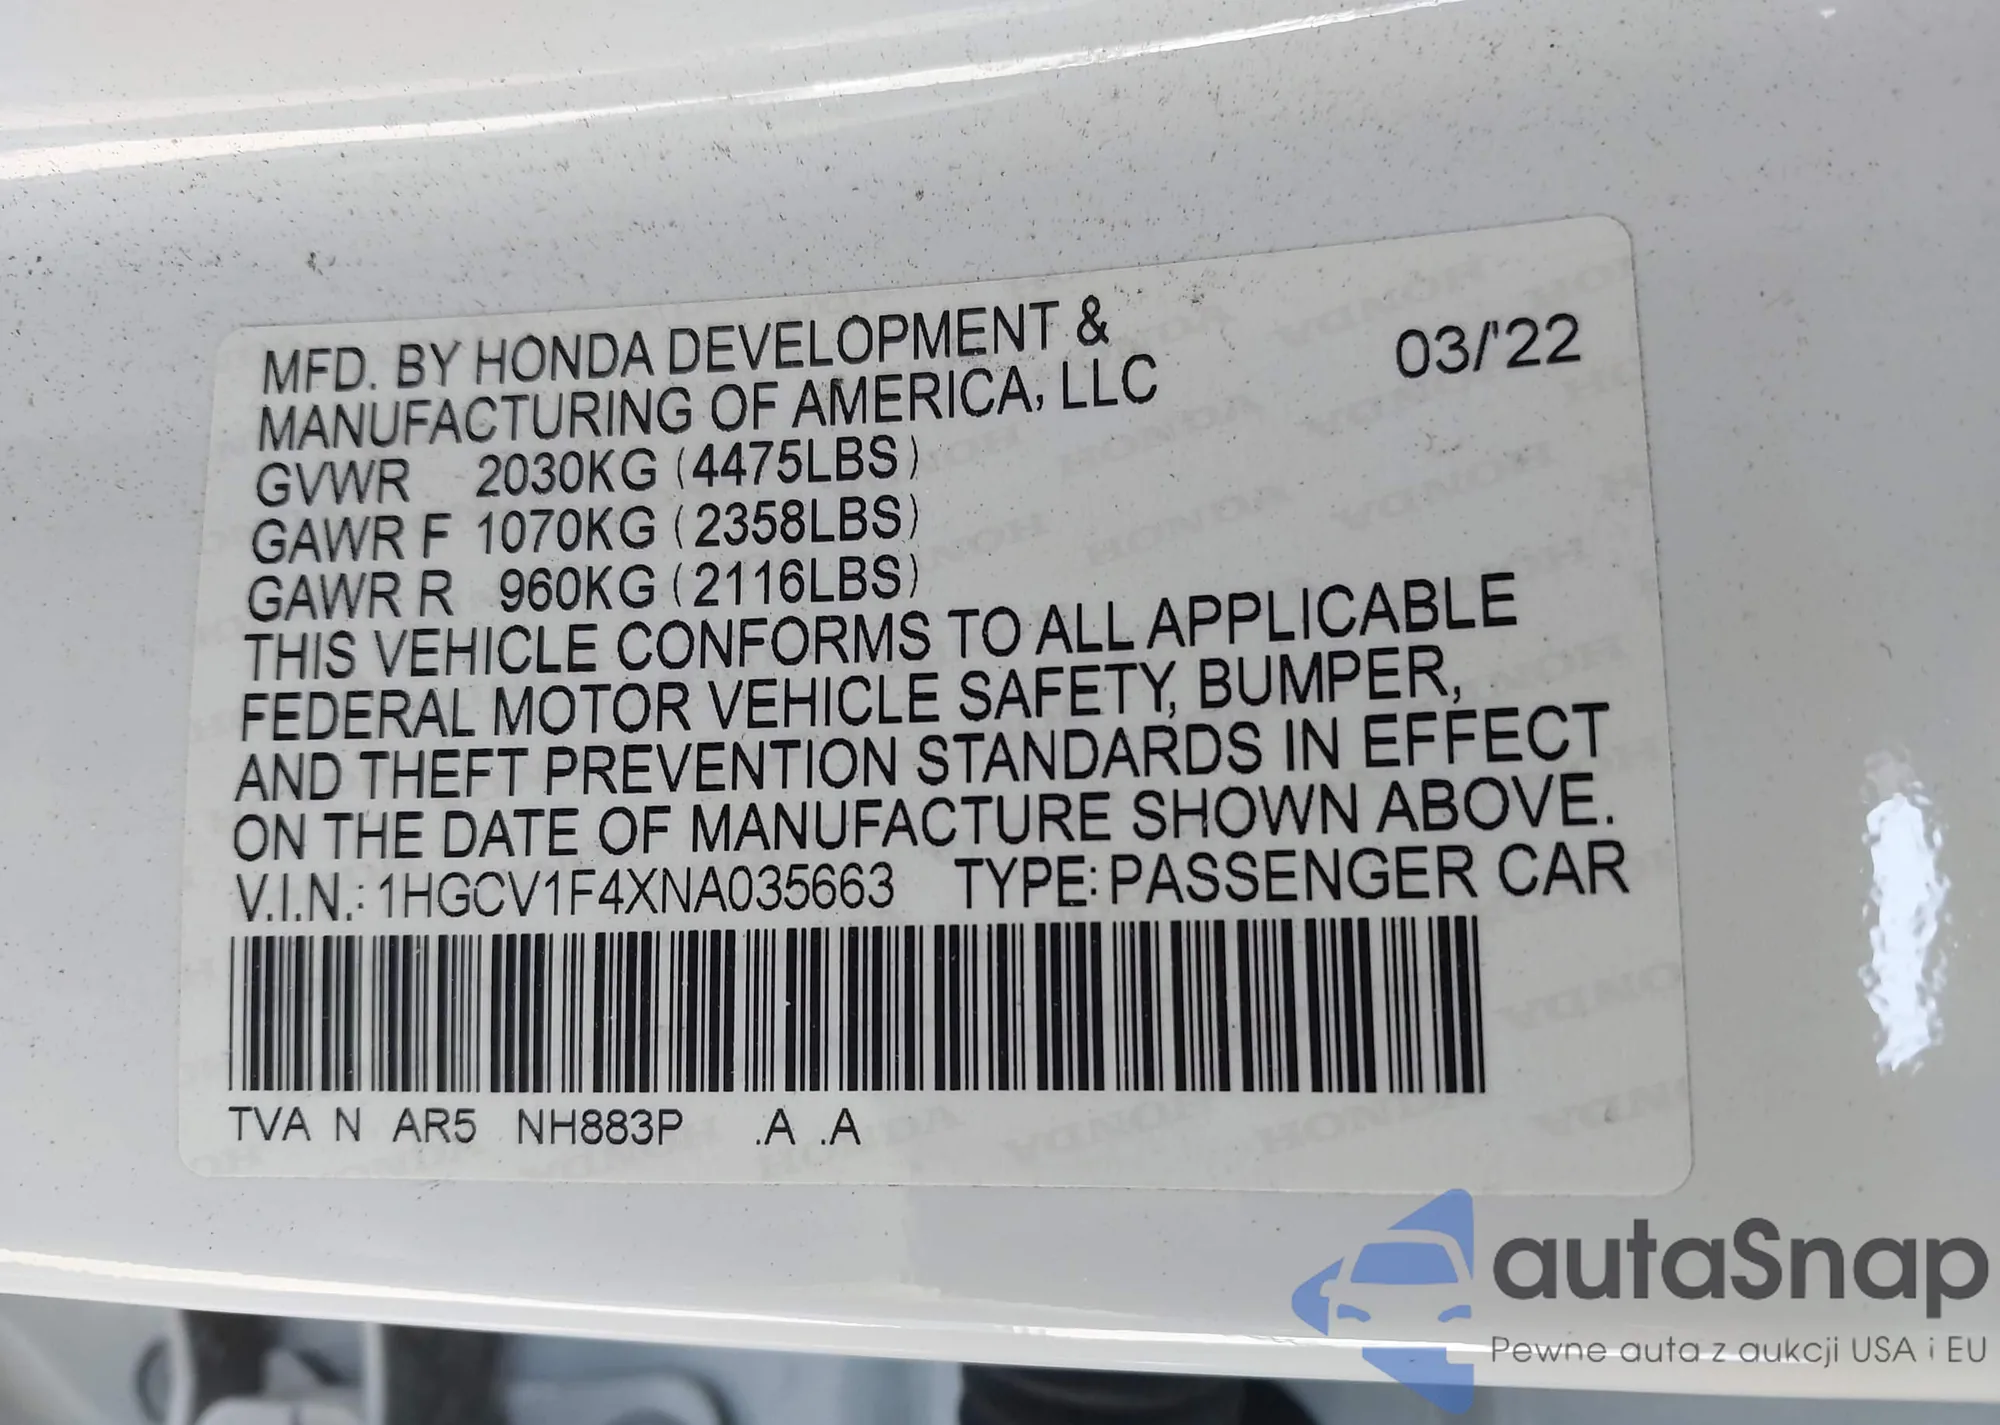 MFD. BY HONDA DEVELOPMENT & 03/'22
MANUFACTURING OF AMERICA, LLC
GVWR 2030KG (4475LBS)
GAWR F 1070KG (2358LBS)
GAWR R 960KG (2116LBS)
THIS VEHICLE CONFORMS TO ALL APPLICABLE
FEDERAL MOTOR VEHICLE SAFETY, BUMPER,
AND THEFT PREVENTION STANDARDS IN EFFECT
ON THE DATE OF MANUFACTURE SHOWN ABOVE.
V.I.N.: 1HGCV1F4XNA035663 TYPE: PASSENGER CAR
TVA N AR5 NH883P .A .A
autaSnap
Pewne auta z aukcji USA i EU